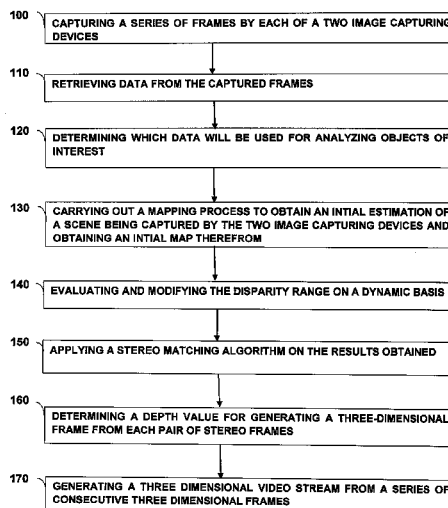 100 CAPTURING A SERIES OF FRAMES BY EACH OF A TWO IMAGE CAPTURING
DEVICES
110 RETRIEVING DATA FROM THE CAPTURED FRAMES
120 DETERMINING WHICH DATA WILL BE USED FOR ANALYZING OBJECTS OF
INTEREST
130 CARRYING OUT A MAPPING PROCESS TO OBTAIN AN INTIAL ESTIMATION OF
A SCENE BEING CAPTURED BY THE TWO IMAGE CAPTURING DEVICES AND
OBTAINING AN INTIAL MAP THEREFROM
140 EVALUATING AND MODIFYING THE DISPARITY RANGE ON A DYNAMIC BASIS
150 APPLYING A STEREO MATCHING ALGORITHM ON THE RESULTS OBTAINED
160 DETERMINING A DEPTH VALUE FOR GENERATING A THREE-DIMENSIONAL
FRAME FROM EACH PAIR OF STEREO FRAMES
170 GENERATING A THREE DIMENSIONAL VIDEO STREAM FROM A SERIES OF
CONSECUTIVE THREE DIMENSIONAL FRAMES